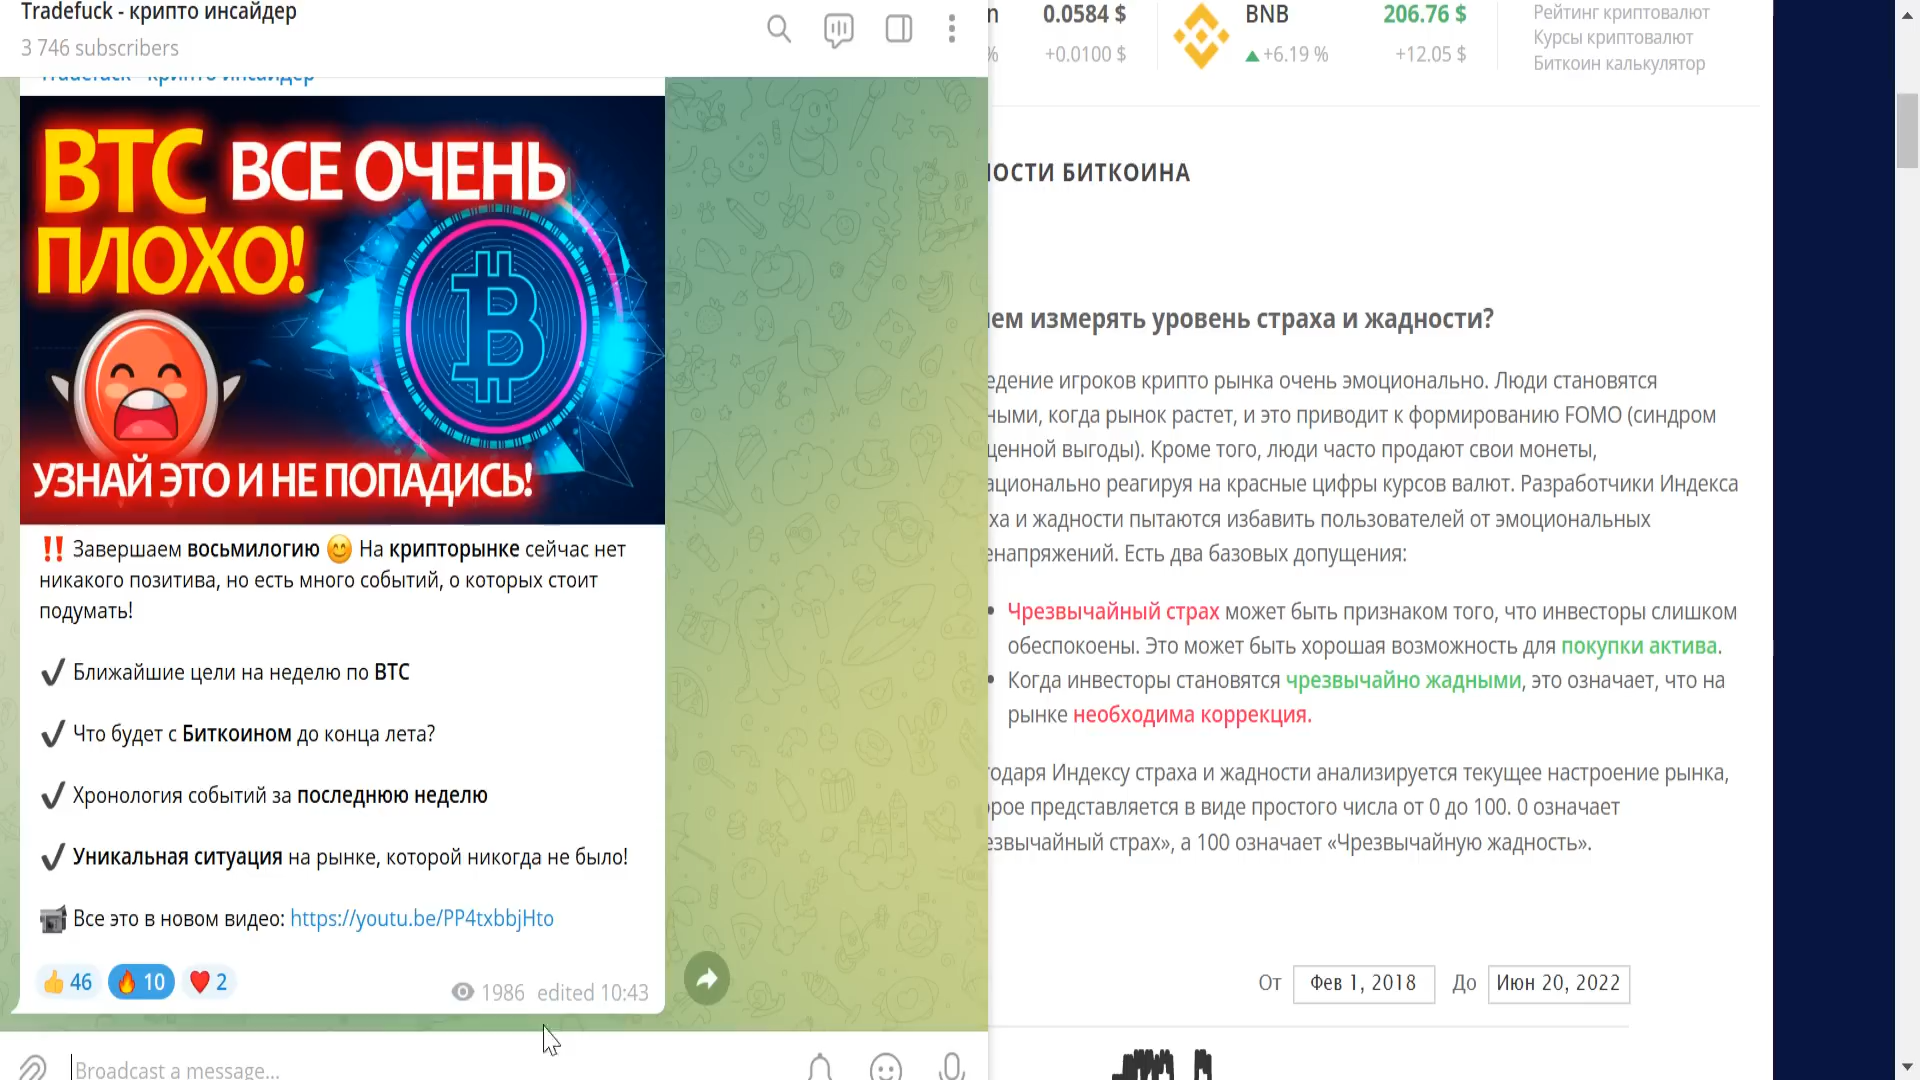 Tradefuck - крипто инсайдер
3 746 subscribers
Tradefuck - крипто инсайдер
BTC ВСЕ ОЧЕНЬ
ПЛОХО!
УЗНАЙ ЭТО И НЕ ПОПАДИСЬ!
‼ Завершаем восьмилогию 😊 На крипторынке сейчас нет
никакого позитива, но есть много событий, о которых стоит
подумать!
✔ Ближайшие цели на неделю по BTC
✔ Что будет с Биткоином до конца лета?
✔ Хронология событий за последнюю неделю
✔ Уникальная ситуация на рынке, которой никогда не было!
Все это в новом видео: https://youtu.be/PP4txbbjHto
👍 46 🔥 10 ❤ 2
1986 edited 10:43
Broadcast a message...
n 0.0584 $
% +0.0100 $
BNB 206.76 $
+6.19 % +12.05 $
Рейтинг криптовалют
Курсы криптовалют
Биткоин калькулятор
ОСТИ БИТКОИНА
ем измерять уровень страха и жадности?
едение игроков крипто рынка очень эмоционально. Люди становятся
ными, когда рынок растет, и это приводит к формированию FOMO (синдром
щенной выгоды). Кроме того, люди часто продают свои монеты,
ационально реагируя на красные цифры курсов валют. Разработчики Индекса
ха и жадности пытаются избавить пользователей от эмоциональных
енапряжений. Есть два базовых допущения:
• Чрезвычайный страх может быть признаком того, что инвесторы слишком
обеспокоены. Это может быть хорошая возможность для покупки актива.
• Когда инвесторы становятся чрезвычайно жадными, это означает, что на
рынке необходима коррекция.
годаря Индексу страха и жадности анализируется текущее настроение рынка,
орое представляется в виде простого числа от 0 до 100. 0 означает
езвычайный страх», а 100 означает «Чрезвычайную жадность».
От Фев 1, 2018 До Июн 20, 2022